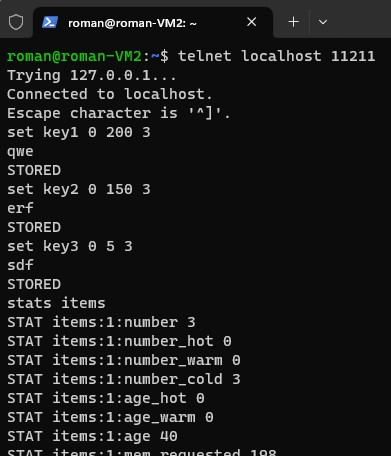 roman@roman-VM2: ~
roman@roman-VM2:~$ telnet localhost 11211
Trying 127.0.0.1...
Connected to localhost.
Escape character is '^]'.
set key1 0 200 3
qwe
STORED
set key2 0 150 3
erf
STORED
set key3 0 5 3
sdf
STORED
stats items
STAT items:1:number 3
STAT items:1:number_hot 0
STAT items:1:number_warm 0
STAT items:1:number_cold 3
STAT items:1:age_hot 0
STAT items:1:age_warm 0
STAT items:1:age 40
STAT items:1:mem_requested 198